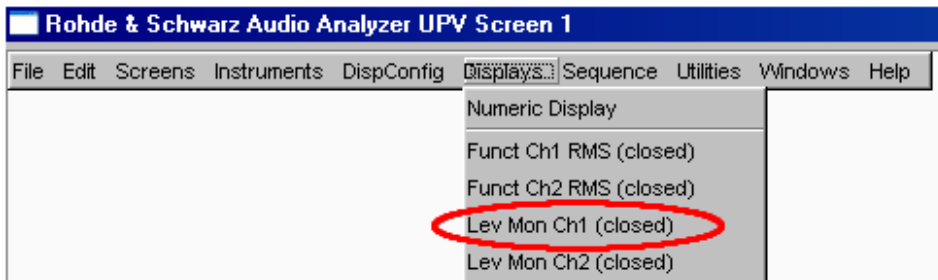 Rohde & Schwarz Audio Analyzer UPV Screen 1
File Edit Screens Instruments DispConfig Displays... Sequence Utilities Windows Help
Numeric Display
Funct Ch1 RMS (closed)
Funct Ch2 RMS (closed)
Lev Mon Ch1 (closed)
Lev Mon Ch2 (closed)